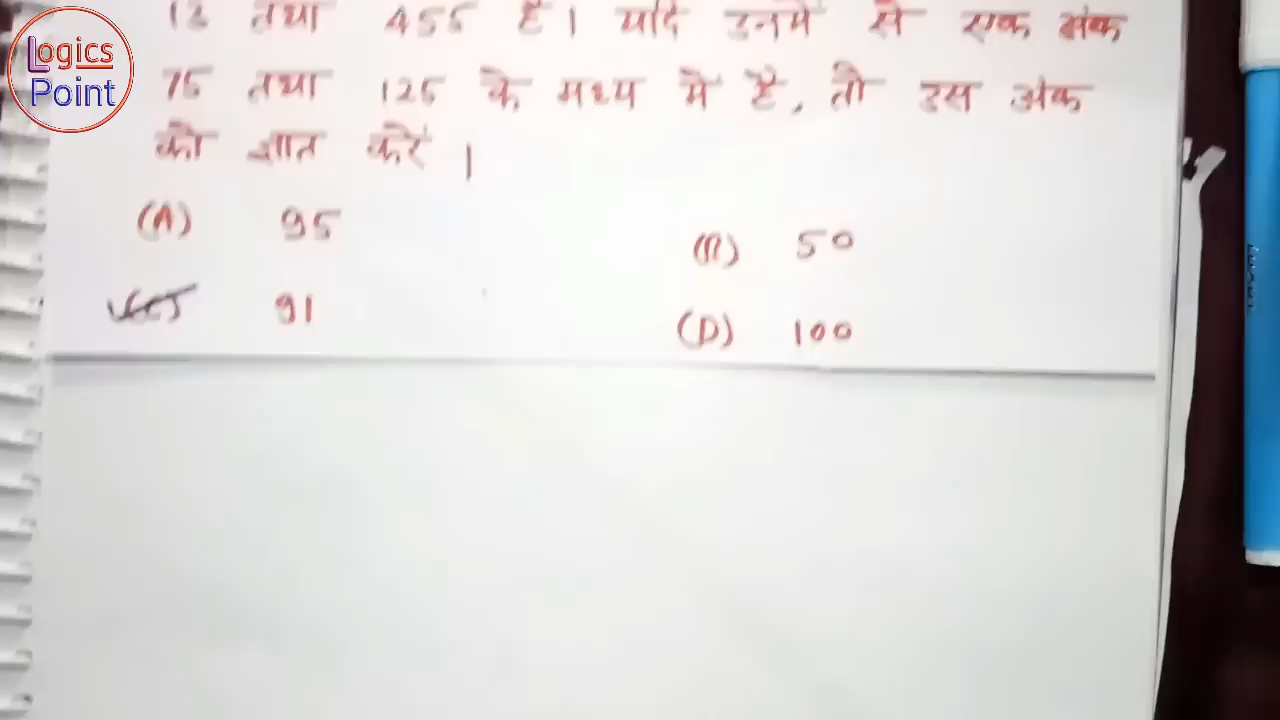 Logics
Point
13 तथा 455 है। यदि उनमें से एक अंक
75 तथा 125 के मध्य में है, तो उस अंक
को ज्ञात करें।
(A) 95
(B) 50
(C) 91
(D) 100